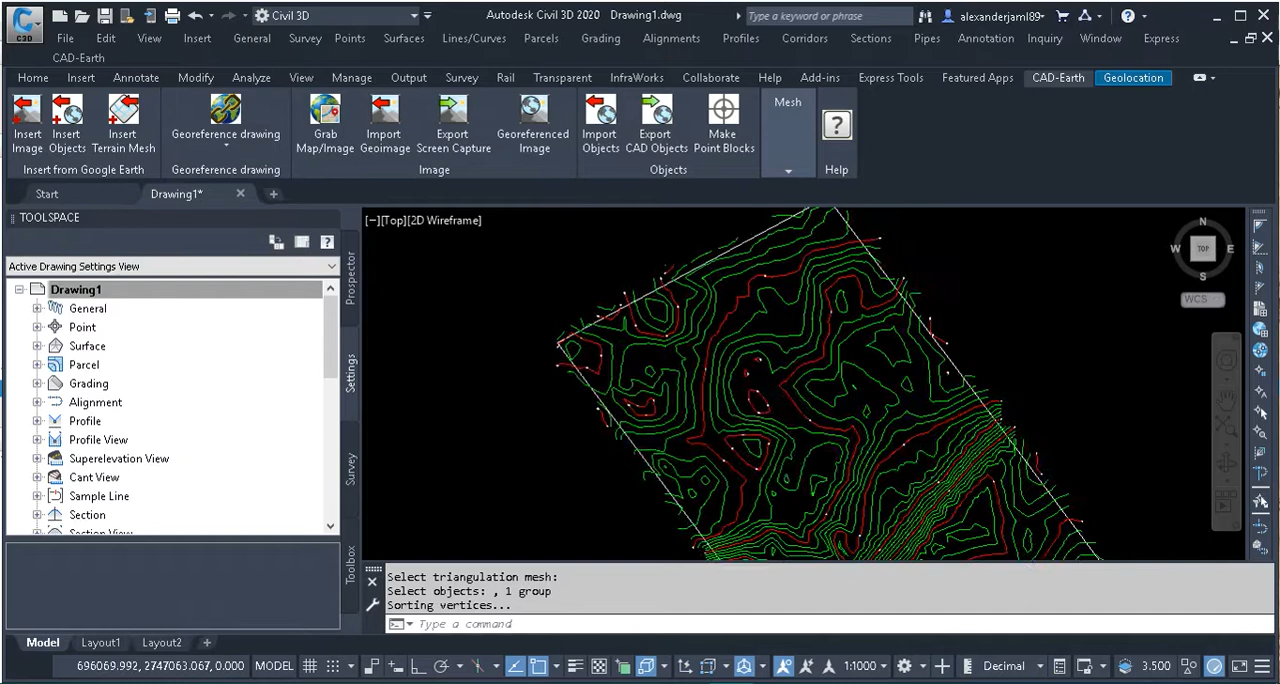 Civil 3D
Autodesk Civil 3D 2020 Drawing1.dwg
Type a keyword or phrase
alexanderjaml89
C3D
File Edit View Insert General Survey Points Surfaces Lines/Curves Parcels Grading Alignments Profiles Corridors Sections Pipes Annotation Inquiry Window Express
CAD-Earth
Home Insert Annotate Modify Analyze View Manage Output Survey Rail Transparent InfraWorks Collaborate Help Add-ins Express Tools Featured Apps CAD-Earth Geolocation
Insert Image
Insert Objects
Insert Terrain Mesh
Insert from Google Earth
Georeference drawing
Georeference drawing
Grab Map/Image
Import Geoimage
Export Screen Capture
Georeferenced Image
Image
Import Objects
Export CAD Objects
Make Point Blocks
Objects
Mesh
?
Help
Start Drawing1*
TOOLSPACE
[−][Top][2D Wireframe]
N
W TOP E
S
WCS
Active Drawing Settings View
Drawing1
General
Point
Surface
Parcel
Grading
Alignment
Profile
Profile View
Superelevation View
Cant View
Sample Line
Section
Section View
Prospector
Settings
Survey
Toolbox
Select triangulation mesh:
Select objects: , 1 group
Sorting vertices...
Type a command
Model Layout1 Layout2
696069.992, 2747063.067, 0.000 MODEL 1:1000 Decimal 3.500